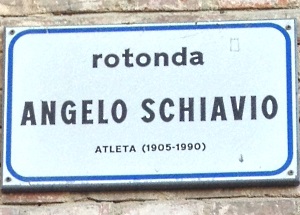 rotonda
ANGELO SCHIAVIO
ATLETA (1905-1990)